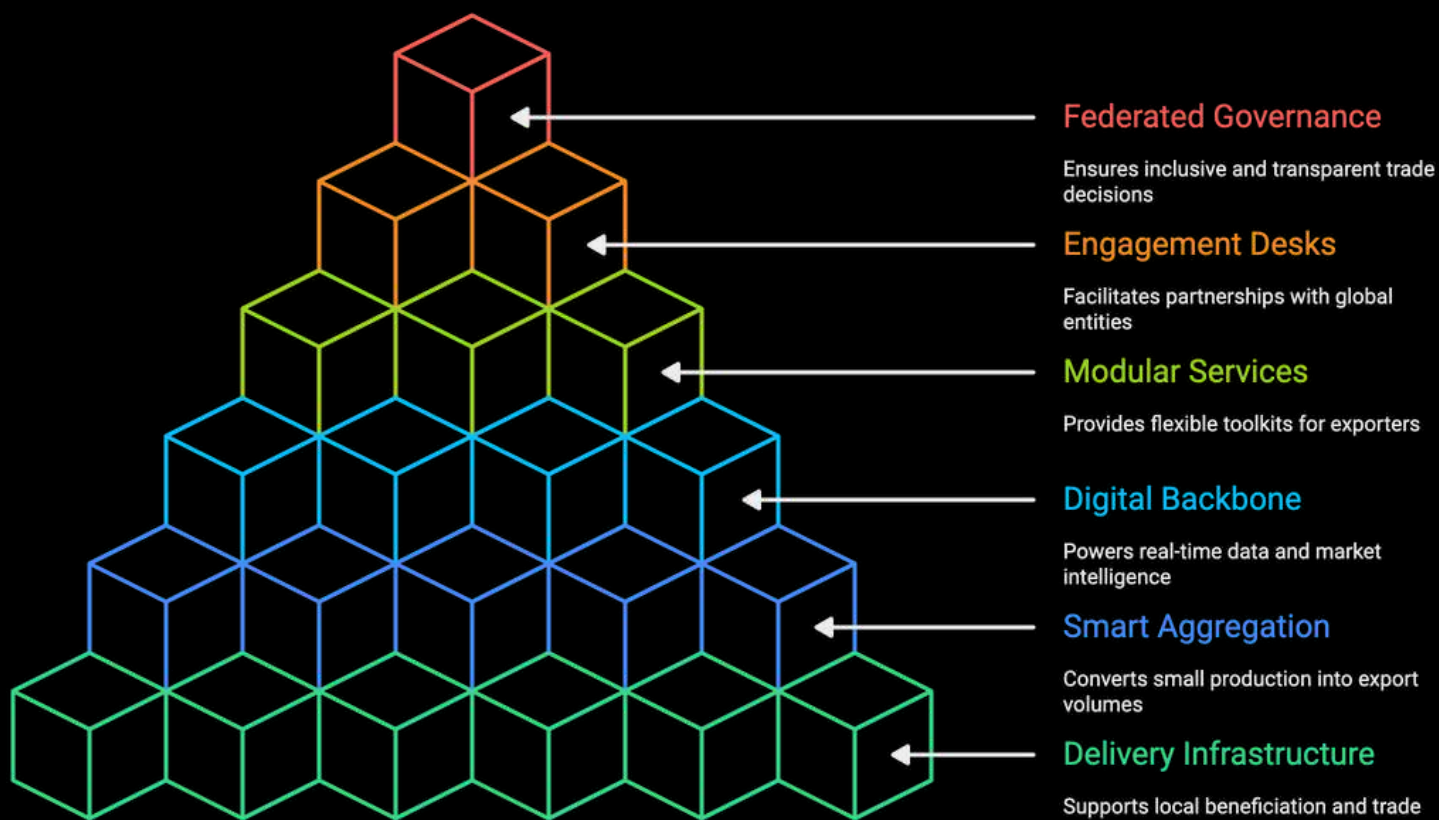 Federated Governance
Ensures inclusive and transparent trade
decisions
Engagement Desks
Facilitates partnerships with global
entities
Modular Services
Provides flexible toolkits for exporters
Digital Backbone
Powers real-time data and market
intelligence
Smart Aggregation
Converts small production into export
volumes
Delivery Infrastructure
Supports local beneficiation and trade